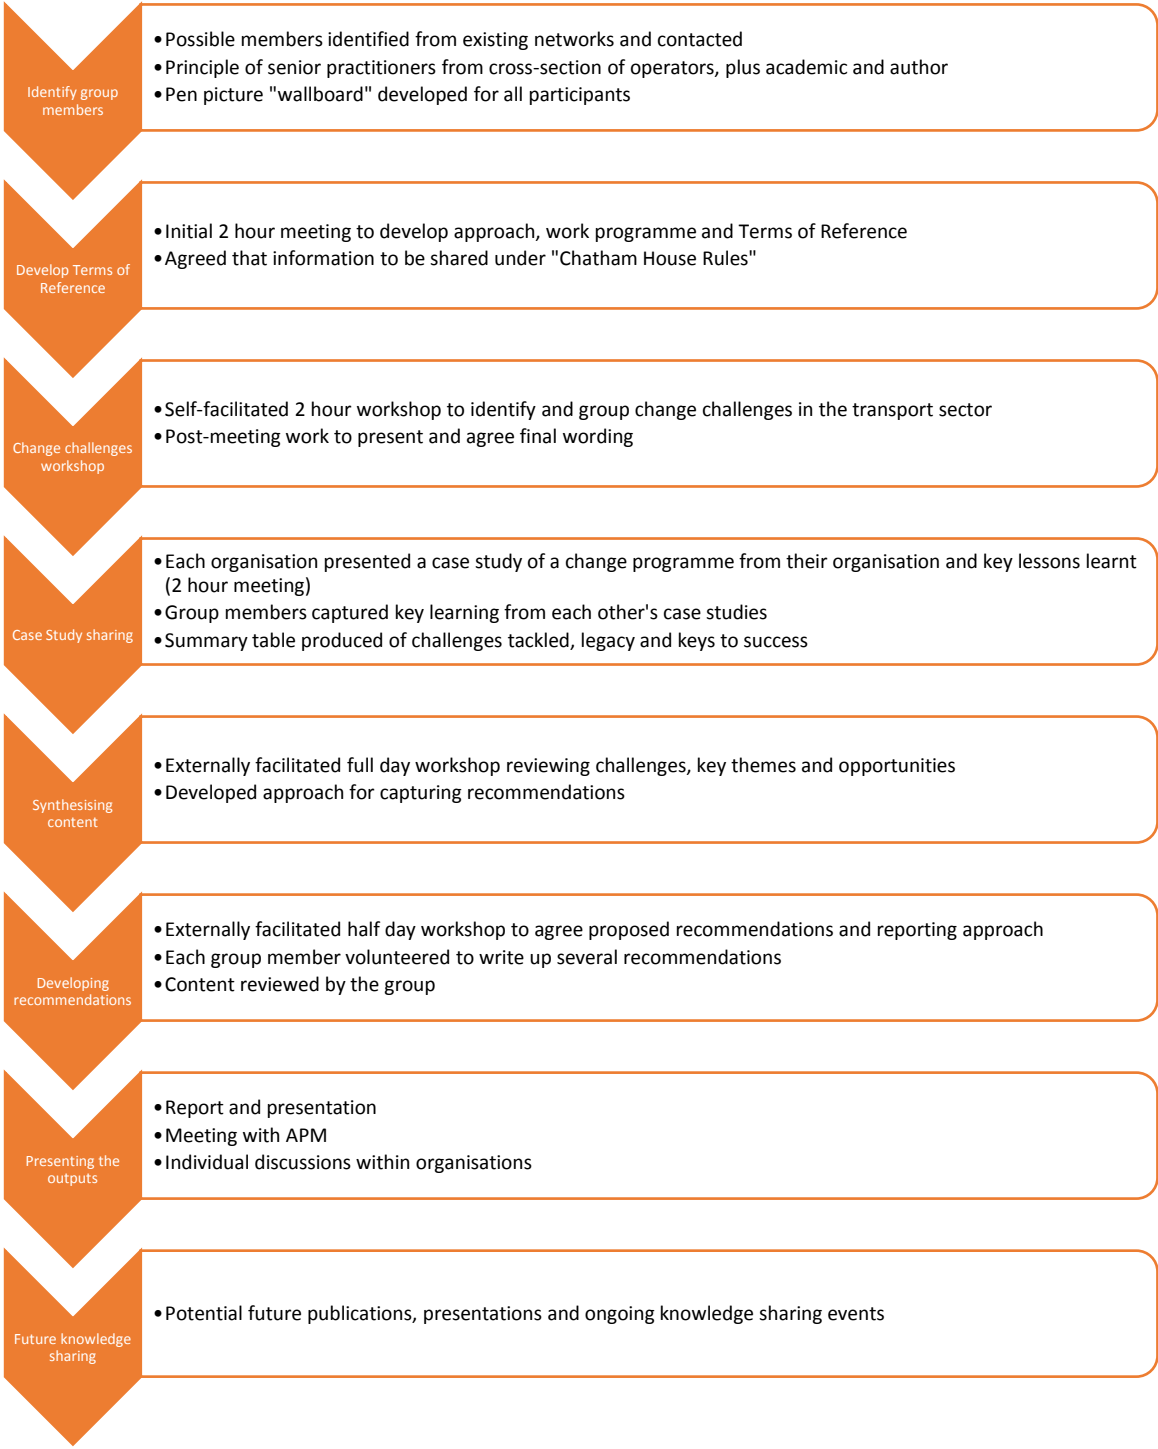 Identify group
members
•Possible members identified from existing networks and contacted
•Principle of senior practitioners from cross-section of operators, plus academic and author
•Pen picture "wallboard" developed for all participants
Develop Terms of
Reference
•Initial 2 hour meeting to develop approach, work programme and Terms of Reference
•Agreed that information to be shared under "Chatham House Rules"
Change challenges
workshop
•Self-facilitated 2 hour workshop to identify and group change challenges in the transport sector
•Post-meeting work to present and agree final wording
Case Study sharing
•Each organisation presented a case study of a change programme from their organisation and key lessons learnt
(2 hour meeting)
•Group members captured key learning from each other's case studies
•Summary table produced of challenges tackled, legacy and keys to success
Synthesising
content
•Externally facilitated full day workshop reviewing challenges, key themes and opportunities
•Developed approach for capturing recommendations
Developing
recommendations
•Externally facilitated half day workshop to agree proposed recommendations and reporting approach
•Each group member volunteered to write up several recommendations
•Content reviewed by the group
Presenting the
outputs
•Report and presentation
•Meeting with APM
•Individual discussions within organisations
Future knowledge
sharing
•Potential future publications, presentations and ongoing knowledge sharing events